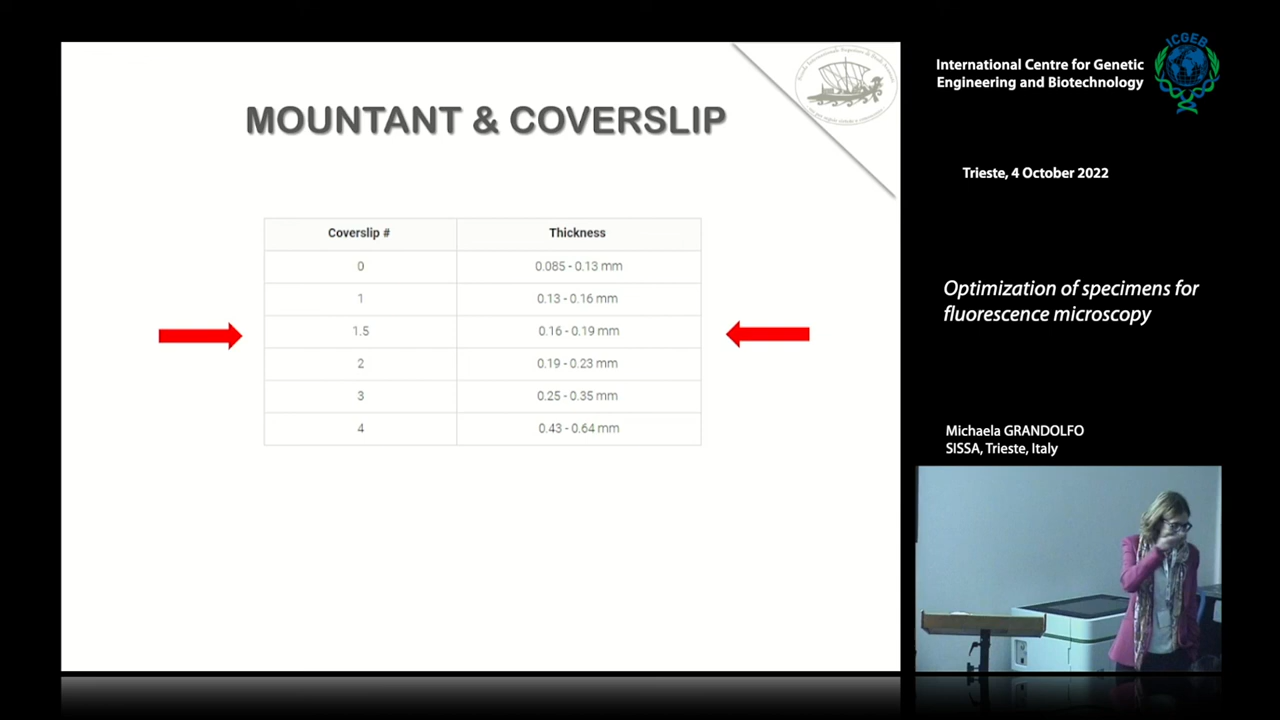 MOUNTANT & COVERSLIP
Coverslip # Thickness
0 0.085 - 0.13 mm
1 0.13 - 0.16 mm
1.5 0.16 - 0.19 mm
2 0.19 - 0.23 mm
3 0.25 - 0.35 mm
4 0.43 - 0.64 mm
International Centre for Genetic
Engineering and Biotechnology
ICGEB
Trieste, 4 October 2022
Optimization of specimens for
fluorescence microscopy
Michaela GRANDOLFO
SISSA, Trieste, Italy